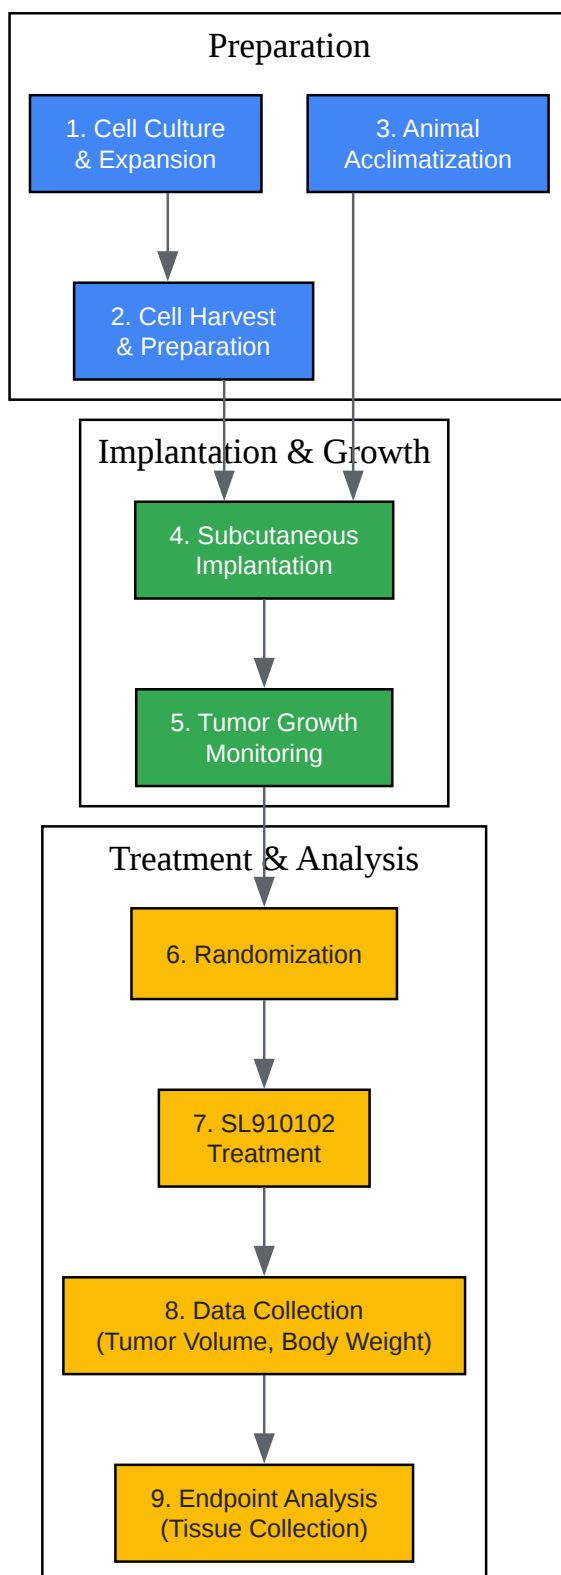 Preparation
1. Cell Culture
& Expansion
3. Animal
Acclimatization
2. Cell Harvest
& Preparation
Implantation & Growth
4. Subcutaneous
Implantation
5. Tumor Growth
Monitoring
Treatment & Analysis
6. Randomization
7. SL910102
Treatment
8. Data Collection
(Tumor Volume, Body Weight)
9. Endpoint Analysis
(Tissue Collection)